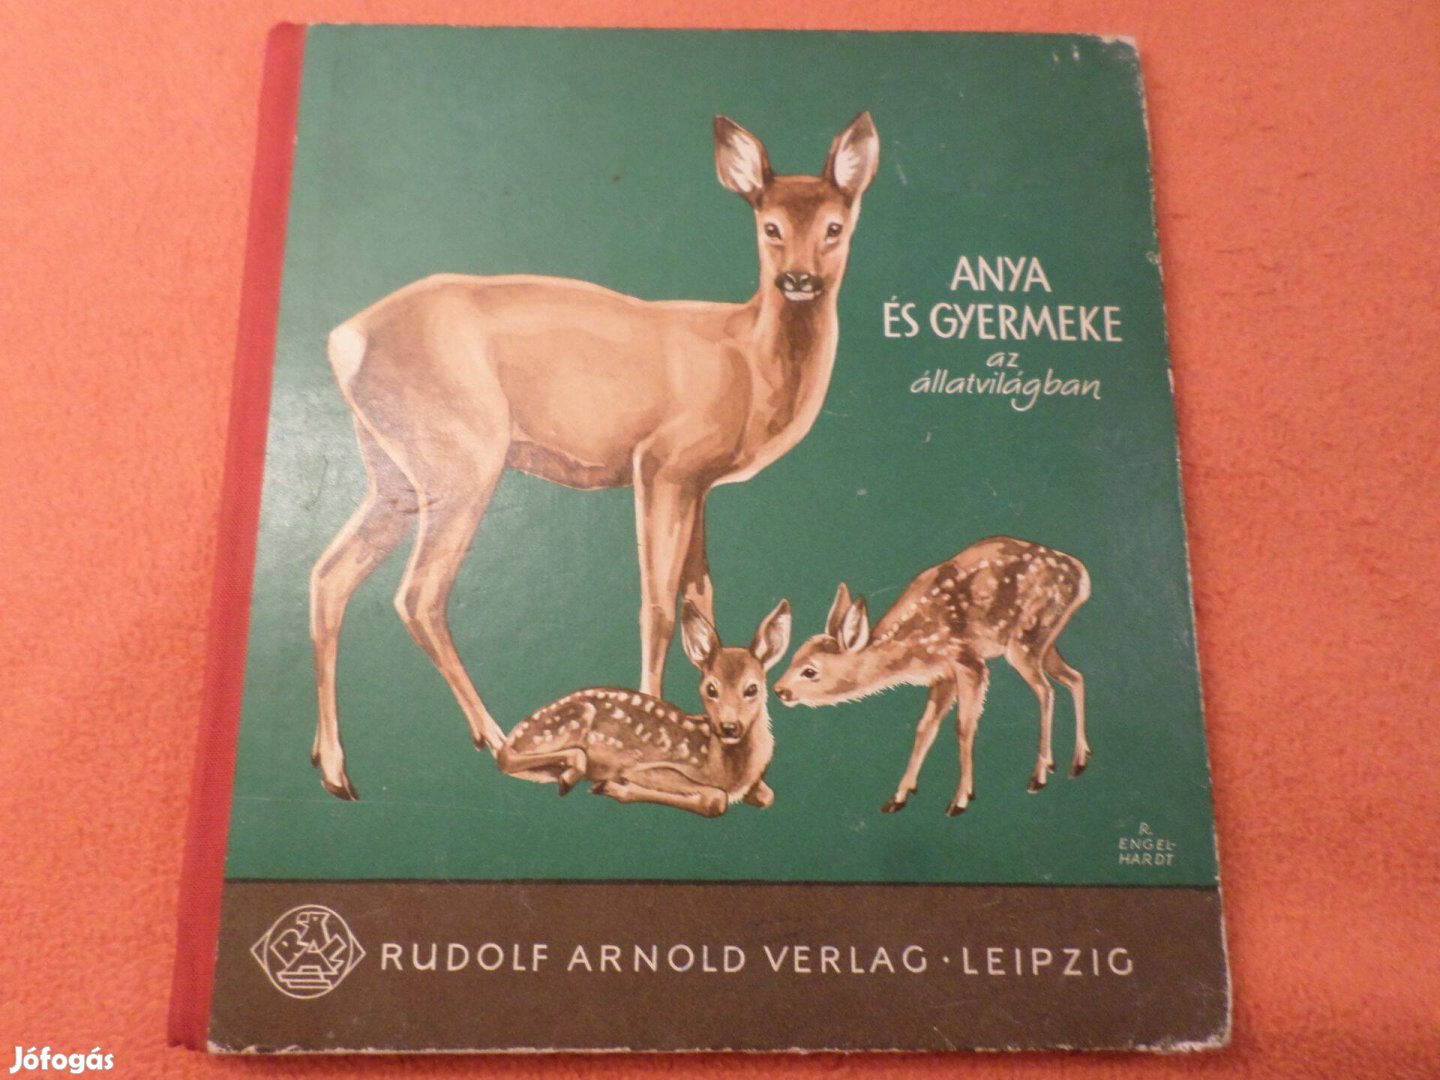 ANYA
ÉS GYERMEKE
az
állatvilágban
R.
ENGEL-
HARDT
RUDOLF ARNOLD VERLAG · LEIPZIG
Jófogás